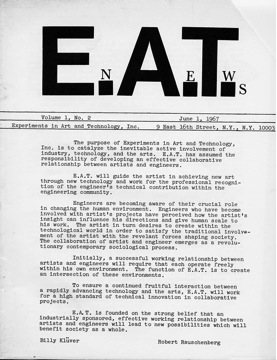 E.A.T.
NEWS
Volume 1, No. 2 June 1, 1967
Experiments in Art and Technology, Inc. 9 East 16th Street, N.Y., N.Y. 10003
The purpose of Experiments in Art and Technology,
Inc. is to catalyze the inevitable active involvement of
industry, technology, and the arts. E.A.T. has assumed the
responsibility of developing an effective collaborative
relationship between artists and engineers.
E.A.T. will guide the artist in achieving new art
through new technology and work for the professional recogni-
tion of the engineer's technical contribution within the
engineering community.
Engineers are becoming aware of their crucial role
in changing the human environment. Engineers who have become
involved with artist's projects have perceived how the artist's
insight can influence his directions and give human scale to
his work. The artist in turn desires to create within the
technological world in order to satisfy the traditional involve-
ment of the artist with the relevant forces shaping society.
The collaboration of artist and engineer emerges as a revolu-
tionary contemporary sociological process.
Initially, a successful working relationship between
artists and engineers will require that each operate freely
within his own environment. The function of E.A.T. is to create
an intersection of these environments.
To ensure a continued fruitful interaction between
a rapidly advancing technology and the arts, E.A.T. will work
for a high standard of technical innovation in collaborative
projects.
E.A.T. is founded on the strong belief that an
industrially sponsored, effective working relationship between
artists and engineers will lead to new possibilities which will
benefit society as a whole.
Billy Klüver Robert Rauschenberg